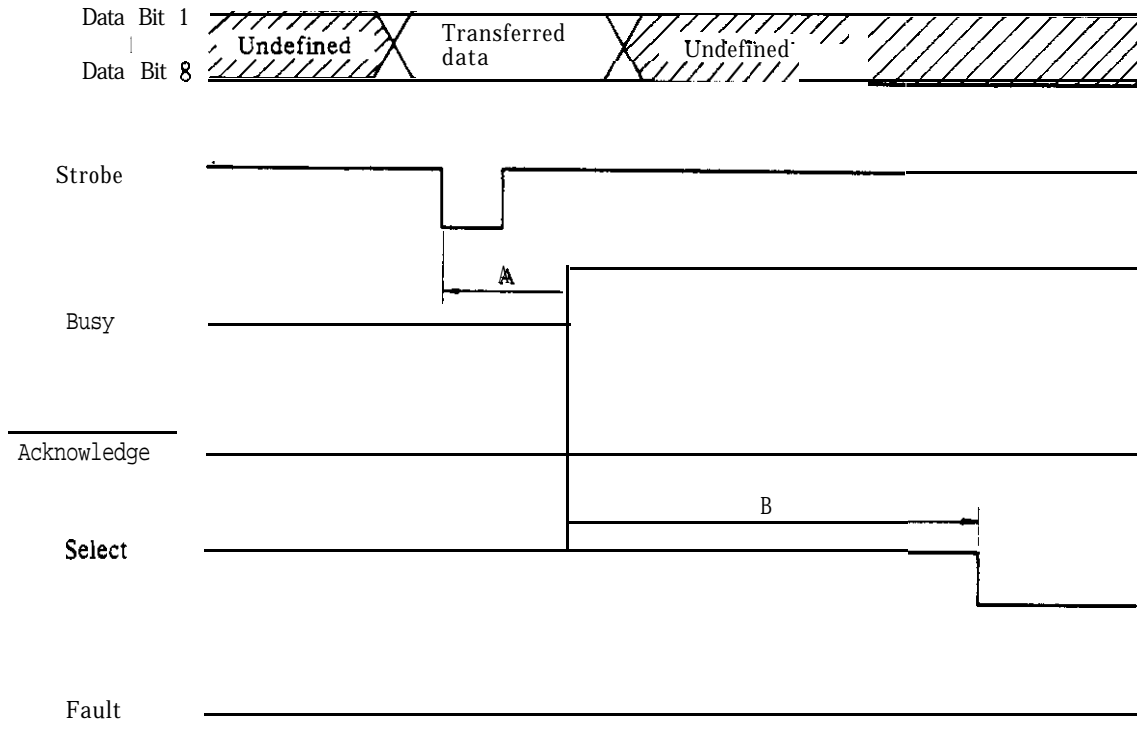 Data Bit 1
Undefined
Transferred
data
Undefined
Data Bit 8
Strobe
A
Busy
Acknowledge
B
Select
Fault